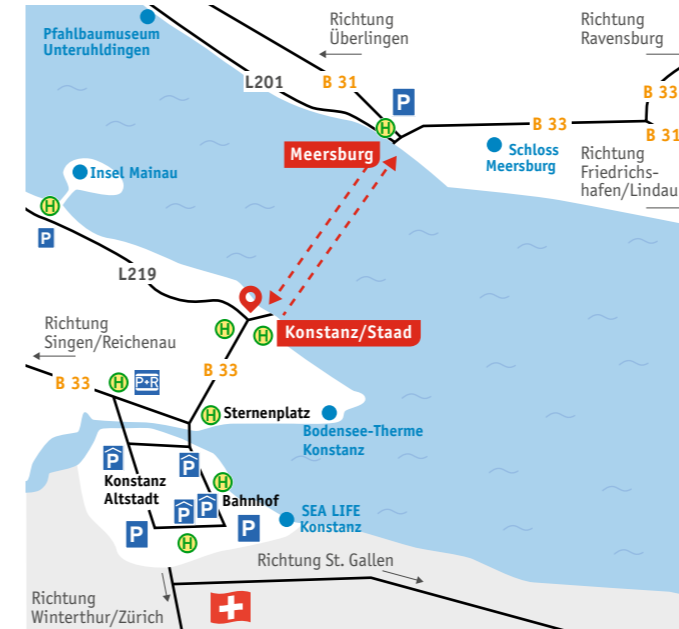 Pfahlbaumuseum
Unteruhldingen
Richtung
Überlingen
Richtung
Ravensburg
L201
B 31
P
B 33
H
B 33
B 31
Meersburg
Schloss
Meersburg
Richtung
Friedrichs-
hafen/Lindau
Insel Mainau
H
P
L219
Richtung
Singen/Reichenau
H
H
Konstanz/Staad
B 33
B 33
H
P+R
H
Sternenplatz
Bodensee-Therme
Konstanz
P
P
Konstanz
Altstadt
H
Bahnhof
P
P
SEA LIFE
Konstanz
P
P
H
Richtung St. Gallen
Richtung
Winterthur/Zürich